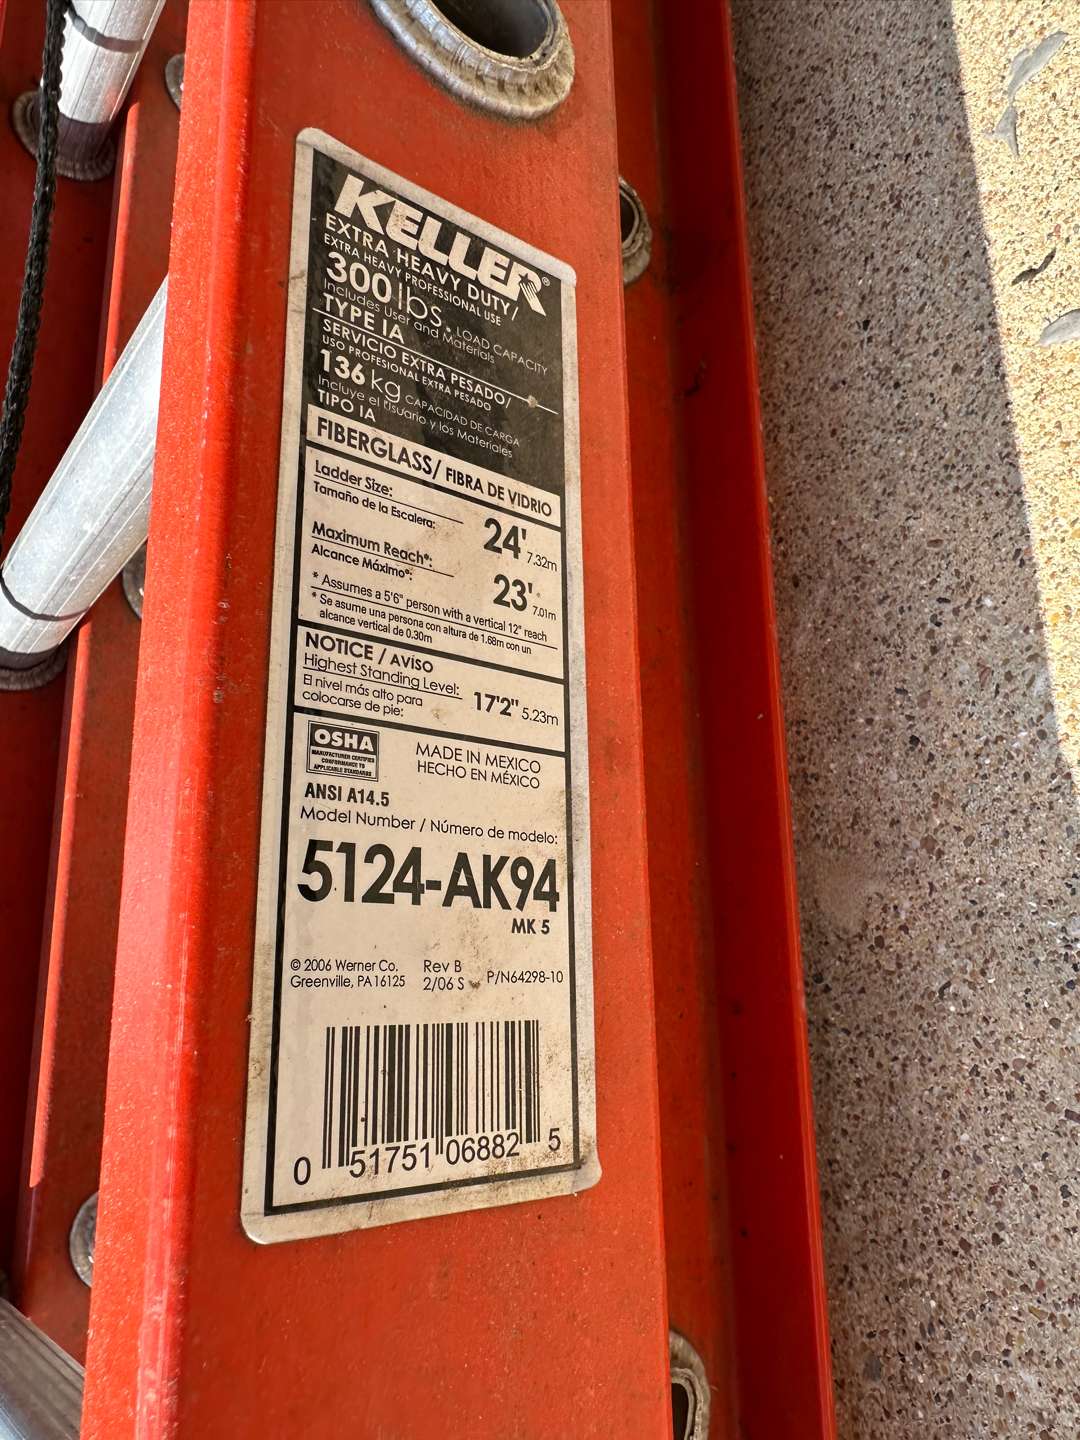 KELLER®
EXTRA HEAVY DUTY/
EXTRA HEAVY PROFESSIONAL USE
300 lbs. LOAD CAPACITY
Includes User and Materials
TYPE IA
SERVICIO EXTRA PESADO/
USO PROFESIONAL EXTRA PESADO
136 kg CAPACIDAD DE CARGA
Incluye el Usuario y los Materiales
TIPO IA
FIBERGLASS/ FIBRA DE VIDRIO
Ladder Size:
Tamaño de la Escalera:
24' 7.32m
Maximum Reach*:
Alcance Máximo*:
23' 7.01m
* Assumes a 5'6" person with a vertical 12" reach
* Se asume una persona con altura de 1.68m con un
alcance vertical de 0.30m
NOTICE / AVISO
Highest Standing Level:
El nivel más alto para
colocarse de pie:
17'2" 5.23m
OSHA
MANUFACTURER CERTIFIES
CONFORMANCE TO
APPLICABLE STANDARDS
MADE IN MEXICO
HECHO EN MÉXICO
ANSI A14.5
Model Number / Número de modelo:
5124-AK94
MK 5
© 2006 Werner Co.
Greenville, PA 16125
Rev B
2/06 S
P/N64298-10
0 51751 06882 5